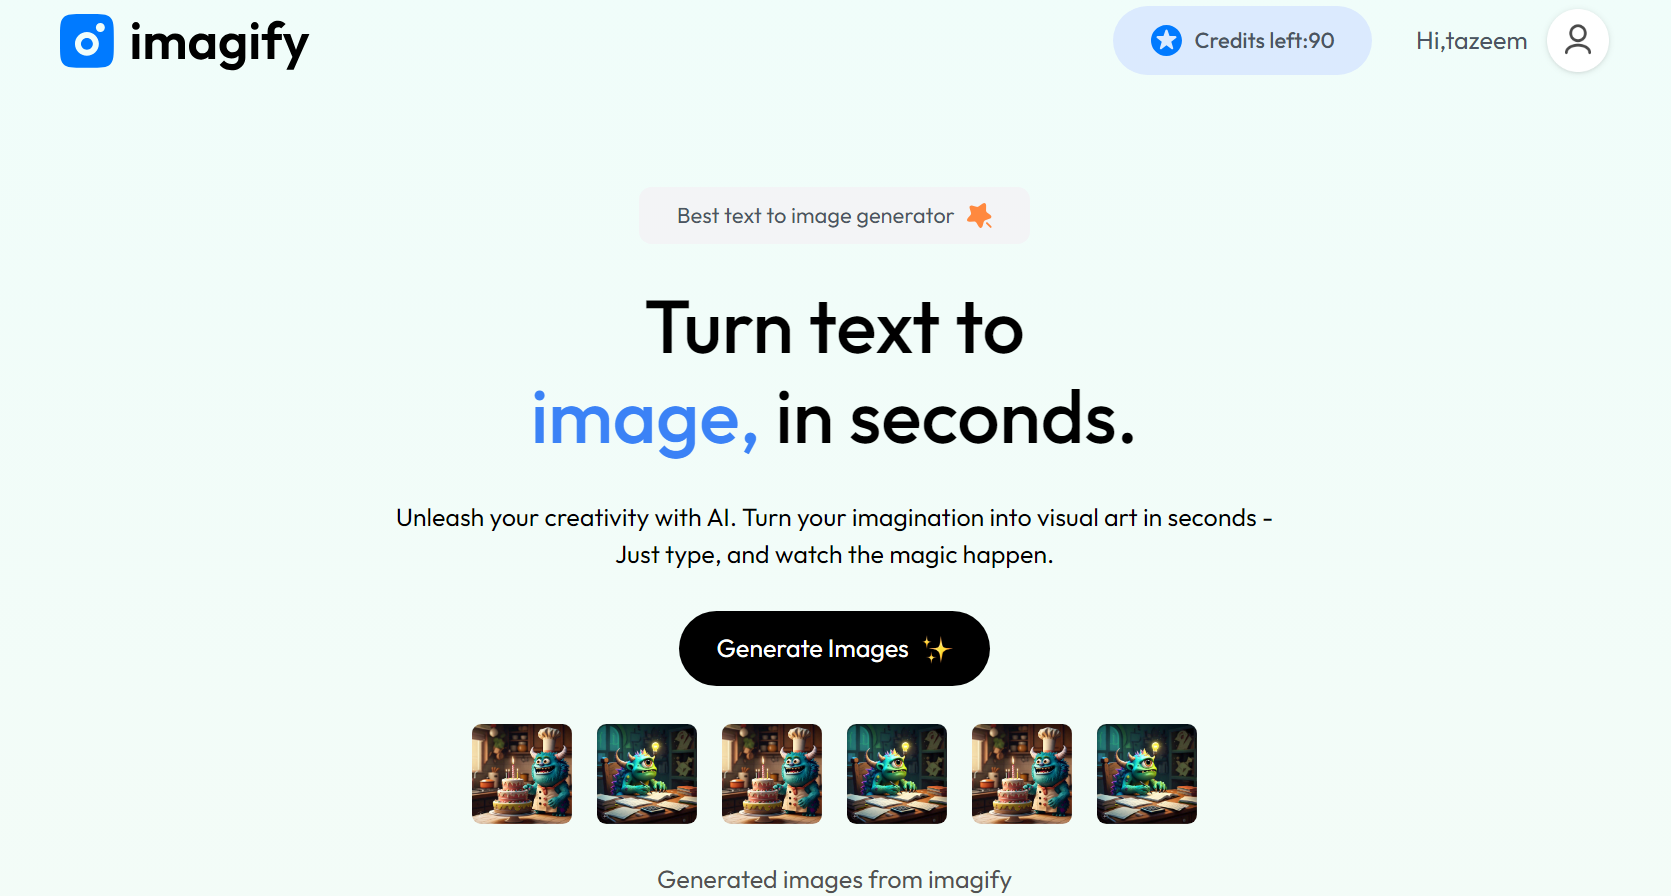 imagify
Credits left:90
Hi,tazeem
Best text to image generator
Turn text to
image, in seconds.
Unleash your creativity with AI. Turn your imagination into visual art in seconds -
Just type, and watch the magic happen.
Generate Images
Generated images from imagify